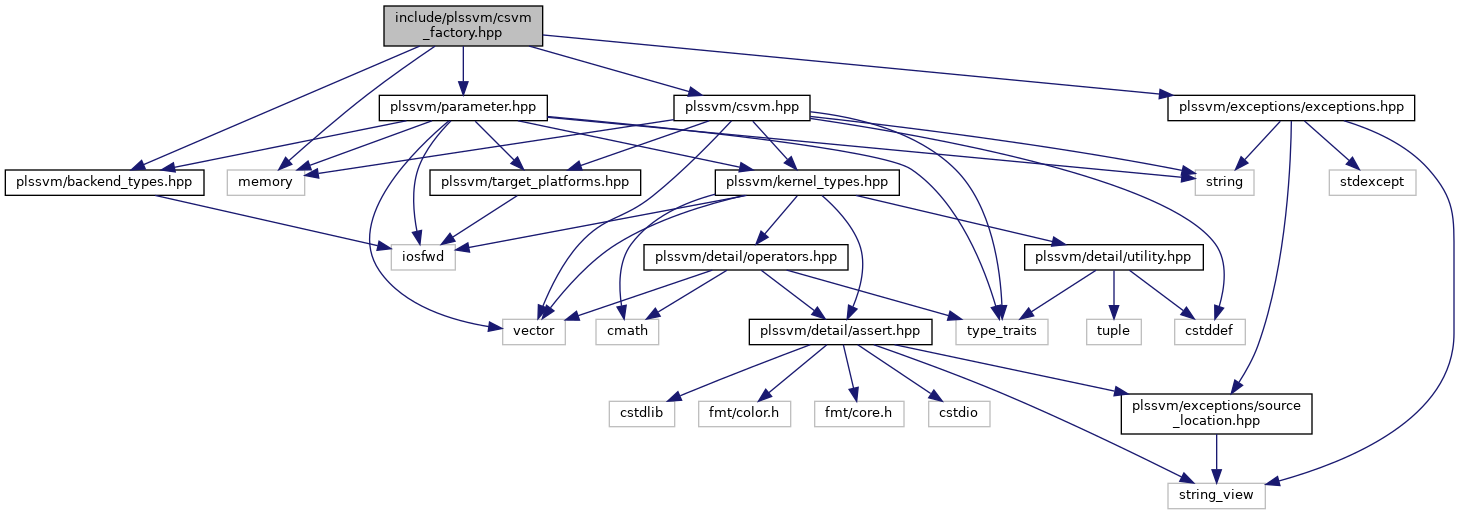 include/plssvm/csvm
_factory.hpp
plssvm/parameter.hpp
plssvm/csvm.hpp
plssvm/exceptions/exceptions.hpp
plssvm/backend_types.hpp
memory
plssvm/target_platforms.hpp
plssvm/kernel_types.hpp
string
stdexcept
iosfwd
plssvm/detail/operators.hpp
plssvm/detail/utility.hpp
vector
cmath
plssvm/detail/assert.hpp
type_traits
tuple
cstddef
cstdlib
fmt/color.h
fmt/core.h
cstdio
plssvm/exceptions/source
_location.hpp
string_view